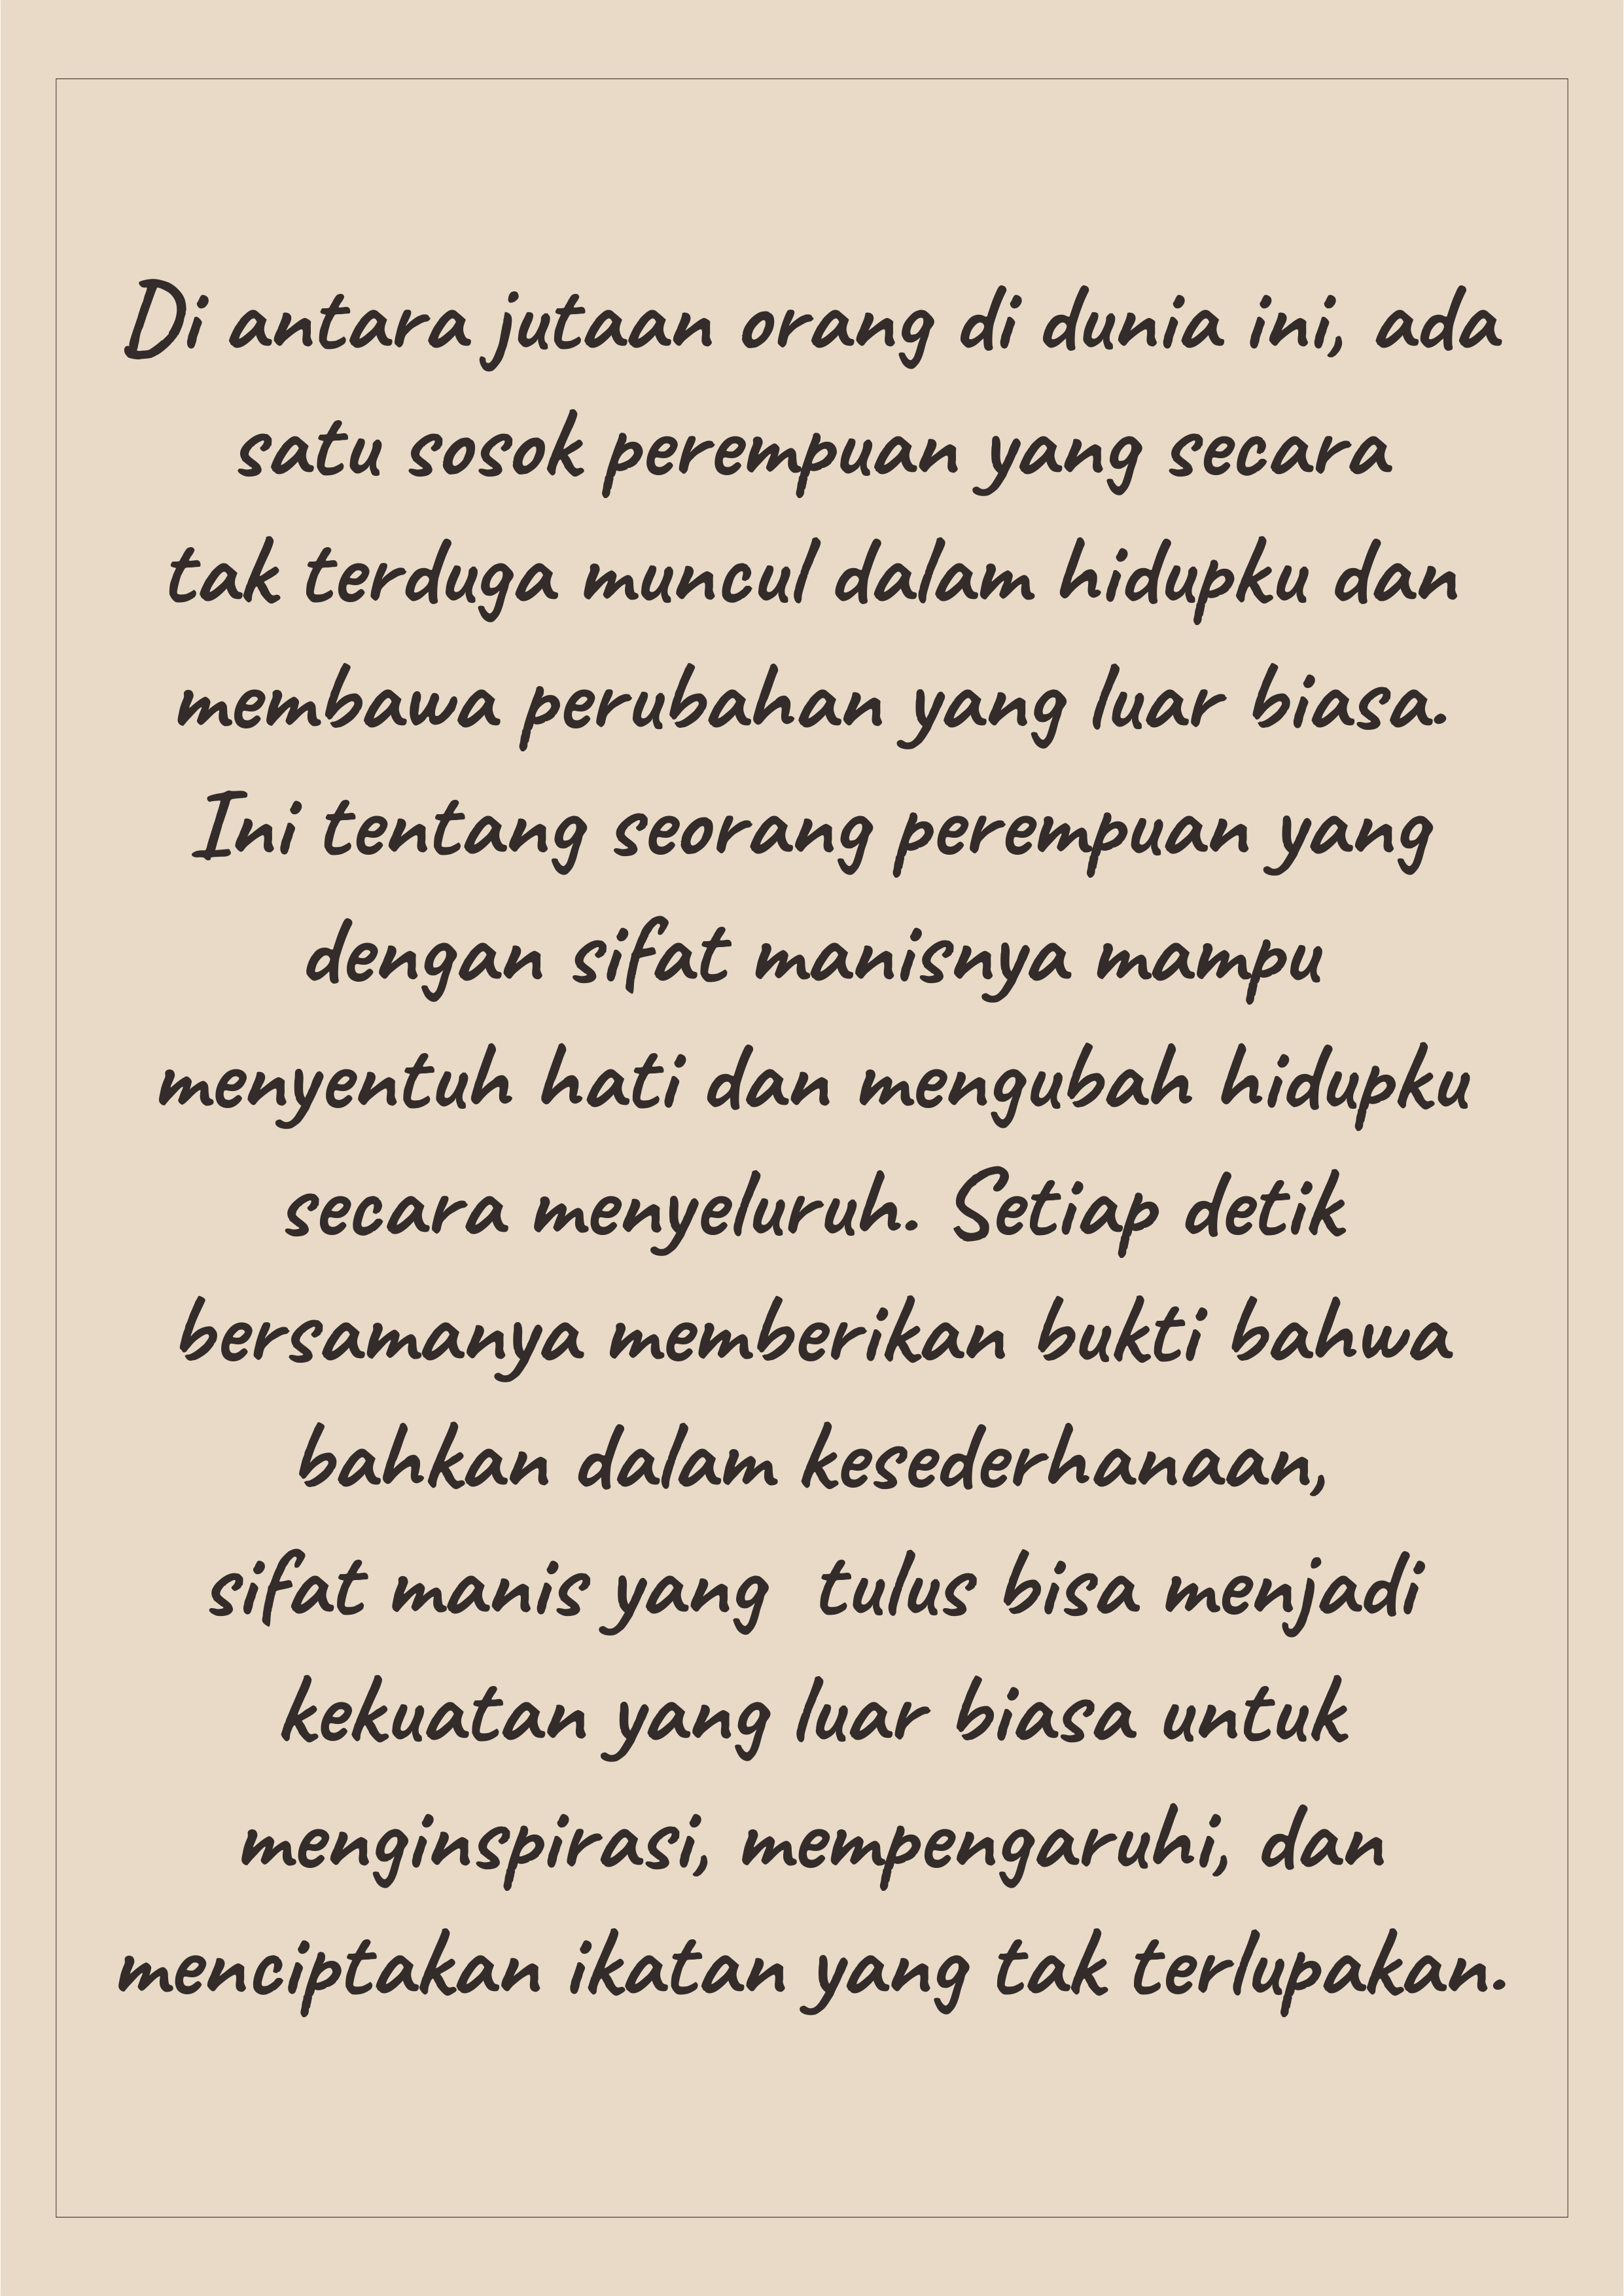 Di antara jutaan orang di dunia ini, ada
satu sosok perempuan yang secara
tak terduga muncul dalam hidupku dan
membawa perubahan yang luar biasa.
Ini tentang seorang perempuan yang
dengan sifat manisnya mampu
menyentuh hati dan mengubah hidupku
secara menyeluruh. Setiap detik
bersamanya memberikan bukti bahwa
bahkan dalam kesederhanaan,
sifat manis yang  tulus bisa menjadi
kekuatan yang luar biasa untuk
menginspirasi, mempengaruhi, dan
menciptakan ikatan yang tak terlupakan.